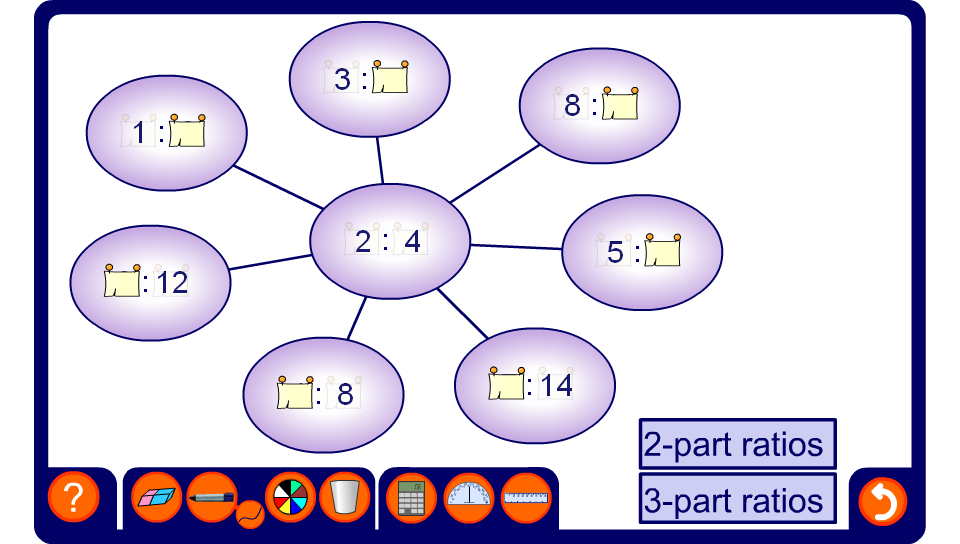 3 :
8 :
1 :
2 : 4
5 :
: 12
: 14
: 8
2-part ratios
3-part ratios
?